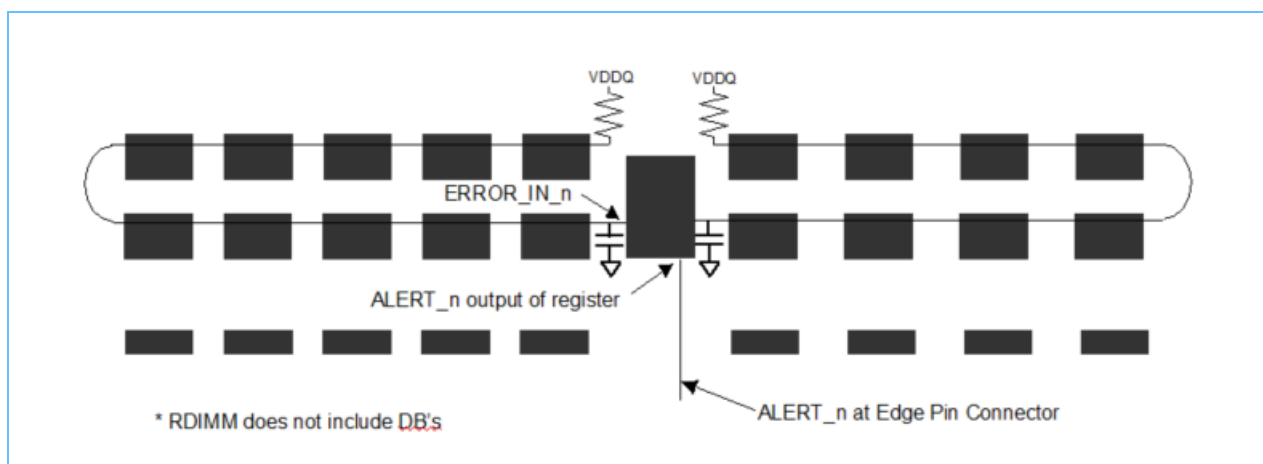 VDDQ VDDQ
ERROR_IN_n
ALERT_n output of register
ALERT_n at Edge Pin Connector
* RDIMM does not include DB's